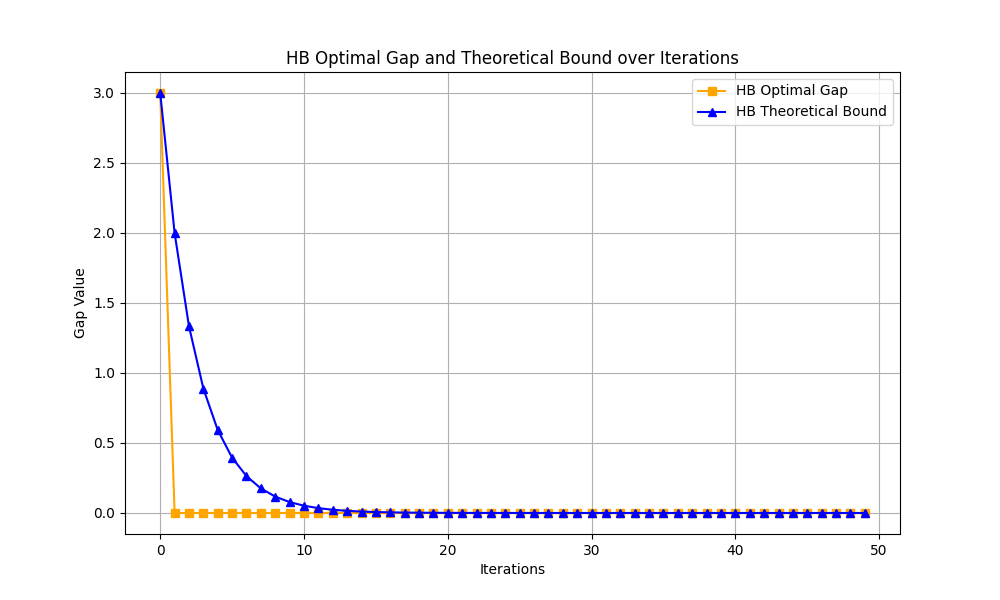 HB Optimal Gap and Theoretical Bound over Iterations
HB Optimal Gap
HB Theoretical Bound
Gap Value
3.0
2.5
2.0
1.5
1.0
0.5
0.0
0 10 20 30 40 50
Iterations